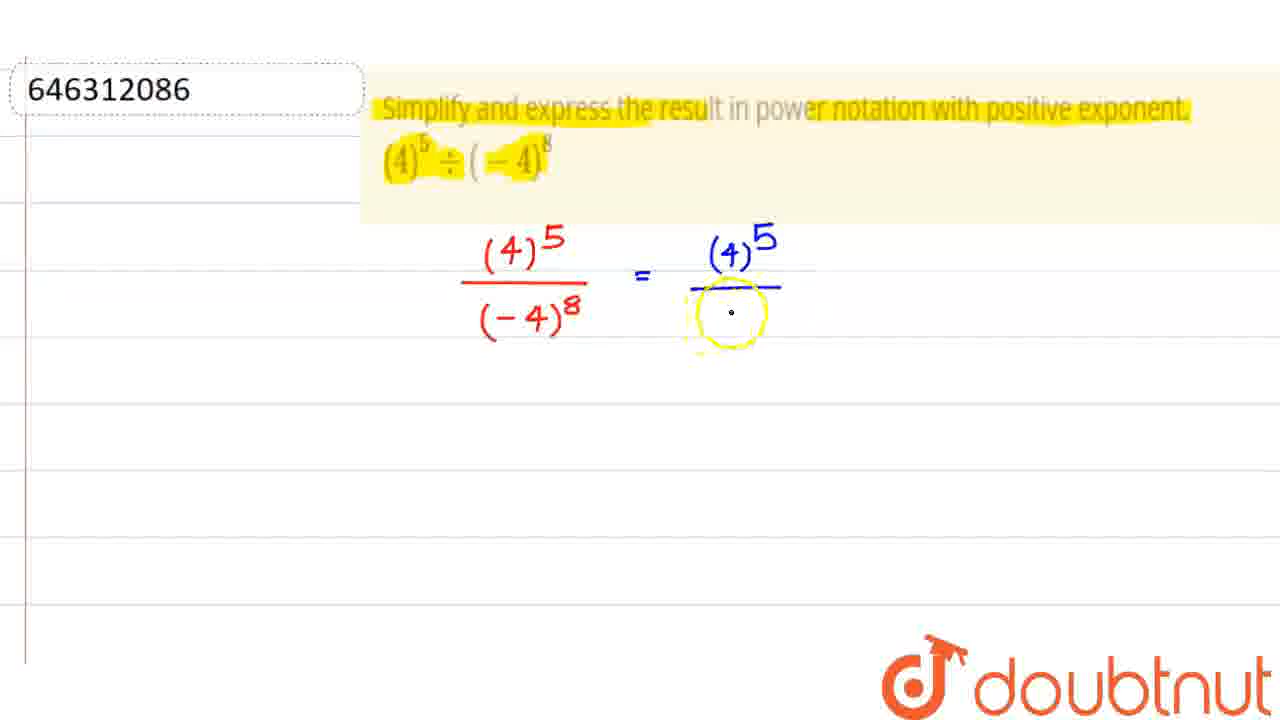 646312086
Simplify and express the result in power notation with positive exponent.
(4)^5 ÷ (-4)^8
(4)^5 / (-4)^8 = (4)^5
doubtnut